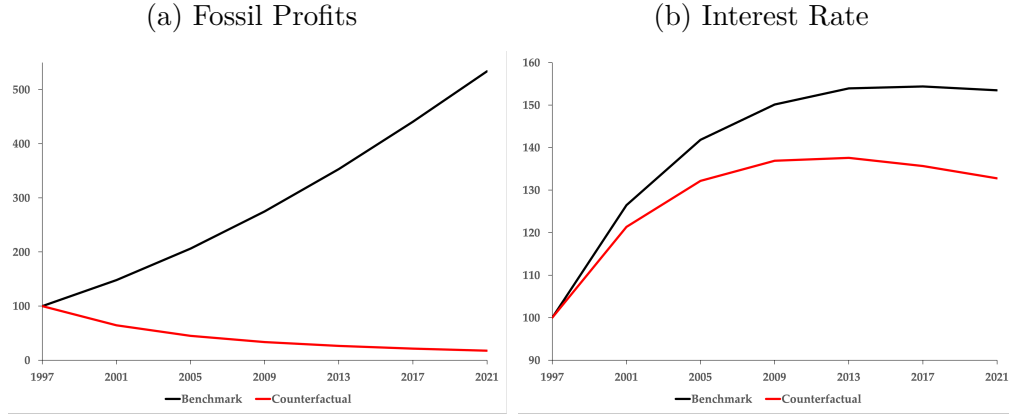 (a) Fossil Profits
500
400
300
200
100
0
1997 2001 2005 2009 2013 2017 2021
Benchmark Counterfactual
(b) Interest Rate
160
150
140
130
120
110
100
90
1997 2001 2005 2009 2013 2017 2021
Benchmark Counterfactual